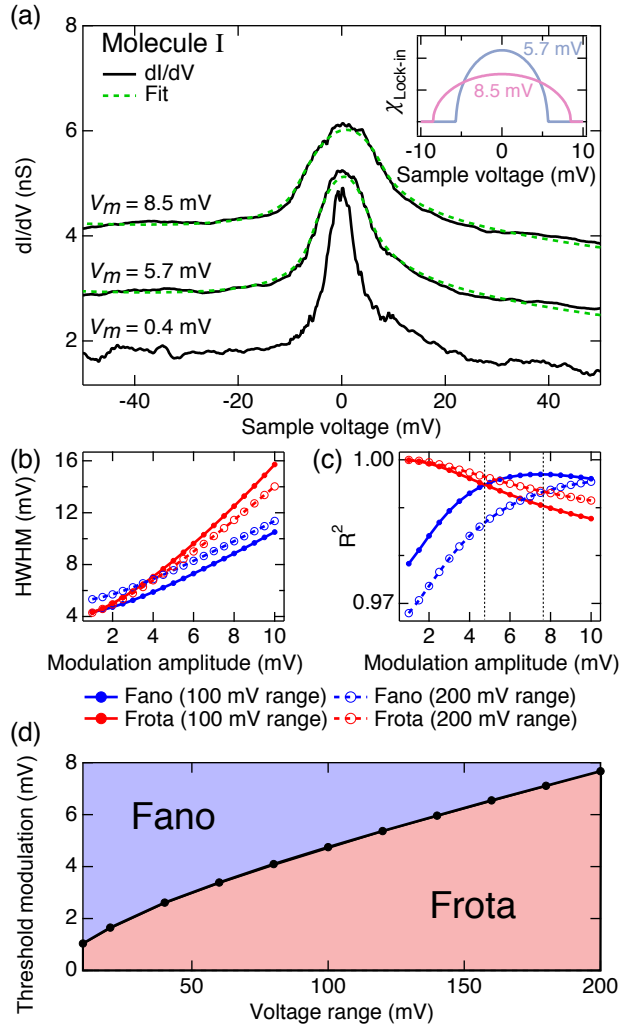 (a)
Molecule I
dI/dV
Fit
8
6
4
2
dI/dV (nS)
Vm = 8.5 mV
Vm = 5.7 mV
Vm = 0.4 mV
-40 -20 0 20 40
Sample voltage (mV)
χLock-in
5.7 mV
8.5 mV
-10 0 10
Sample voltage (mV)
(b)
16
12
8
4
HWHM (mV)
2 4 6 8 10
Modulation amplitude (mV)
(c)
1.00
0.97
R2
2 4 6 8 10
Modulation amplitude (mV)
Fano (100 mV range) Fano (200 mV range)
Frota (100 mV range) Frota (200 mV range)
(d)
8
6
4
2
0
Threshold modulation (mV)
Fano
Frota
50 100 150 200
Voltage range (mV)